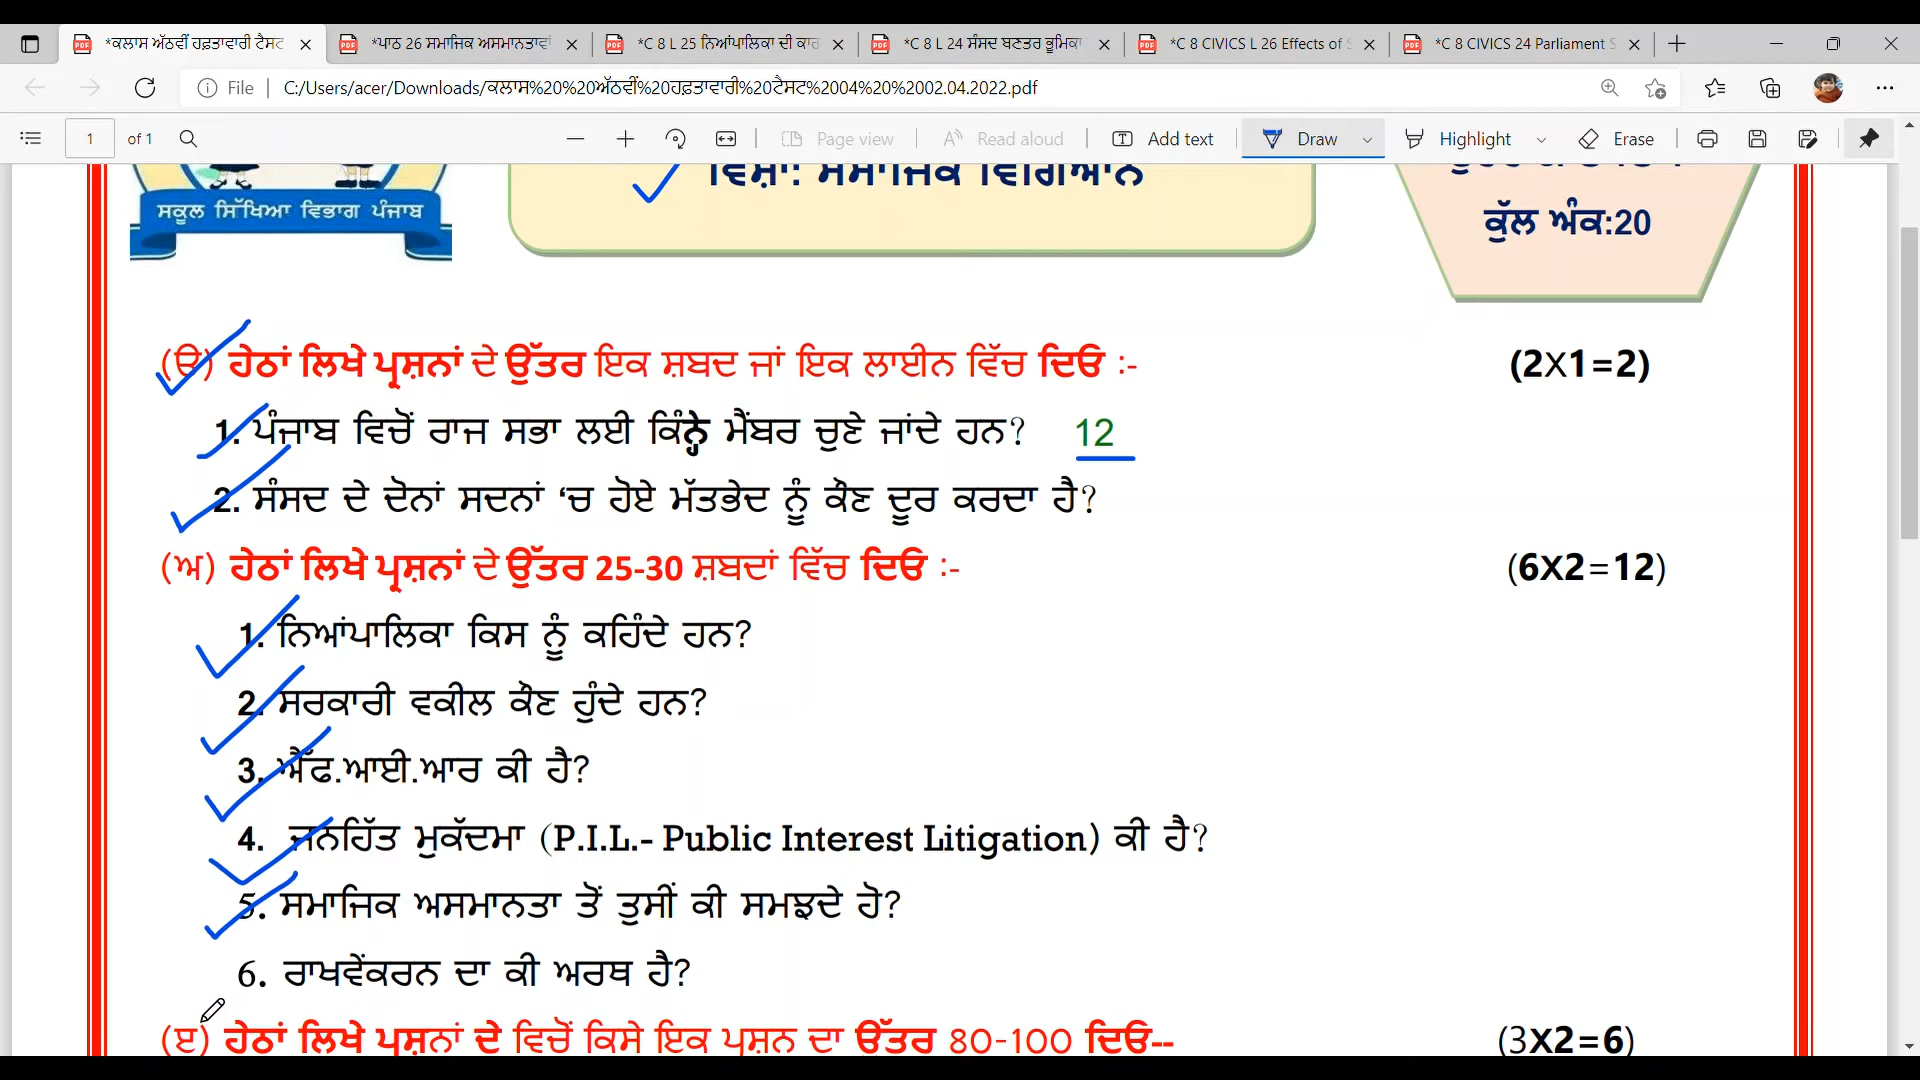 *ਕਲਾਸ ਅੱਠਵੀਂ ਹਫ਼ਤਾਵਾਰੀ ਟੈਸਟ
*ਪਾਠ 26 ਸਮਾਜਿਕ ਅਸਮਾਨਤਾਵਾਂ
*C 8 L 25 ਨਿਆਂਪਾਲਿਕਾ ਦੀ ਕਾਰ
*C 8 L 24 ਸੰਸਦ ਬਣਤਰ ਭੂਮਿਕਾ
*C 8 CIVICS L 26 Effects of S
*C 8 CIVICS 24 Parliament S
File
C:/Users/acer/Downloads/ਕਲਾਸ%20%20ਅੱਠਵੀਂ%20ਹਫ਼ਤਾਵਾਰੀ%20ਟੈਸਟ%2004%20%2002.04.2022.pdf
1 of 1
Page view
Read aloud
Add text
Draw
Highlight
Erase
ਵਿਸ਼ਾ: ਸਮਾਜਿਕ ਵਿਗਿਆਨ
ਸਕੂਲ ਸਿੱਖਿਆ ਵਿਭਾਗ ਪੰਜਾਬ
ਕੁੱਲ ਅੰਕ:20
(ੳ) ਹੇਠਾਂ ਲਿਖੇ ਪ੍ਰਸ਼ਨਾਂ ਦੇ ਉੱਤਰ ਇਕ ਸ਼ਬਦ ਜਾਂ ਇਕ ਲਾਈਨ ਵਿੱਚ ਦਿਓ :- (2X1=2)
1. ਪੰਜਾਬ ਵਿਚੋਂ ਰਾਜ ਸਭਾ ਲਈ ਕਿੰਨ੍ਹੇ ਮੈਂਬਰ ਚੁਣੇ ਜਾਂਦੇ ਹਨ? 12
2. ਸੰਸਦ ਦੇ ਦੋਨਾਂ ਸਦਨਾਂ ‘ਚ ਹੋਏ ਮੱਤਭੇਦ ਨੂੰ ਕੌਣ ਦੂਰ ਕਰਦਾ ਹੈ?
(ਅ) ਹੇਠਾਂ ਲਿਖੇ ਪ੍ਰਸ਼ਨਾਂ ਦੇ ਉੱਤਰ 25-30 ਸ਼ਬਦਾਂ ਵਿੱਚ ਦਿਓ :- (6X2=12)
1. ਨਿਆਂਪਾਲਿਕਾ ਕਿਸ ਨੂੰ ਕਹਿੰਦੇ ਹਨ?
2. ਸਰਕਾਰੀ ਵਕੀਲ ਕੌਣ ਹੁੰਦੇ ਹਨ?
3. ਐੱਫ.ਆਈ.ਆਰ ਕੀ ਹੈ?
4. ਜਨਹਿੱਤ ਮੁਕੱਦਮਾ (P.I.L.- Public Interest Litigation) ਕੀ ਹੈ?
5. ਸਮਾਜਿਕ ਅਸਮਾਨਤਾ ਤੋਂ ਤੁਸੀਂ ਕੀ ਸਮਝਦੇ ਹੋ?
6. ਰਾਖਵੇਂਕਰਨ ਦਾ ਕੀ ਅਰਥ ਹੈ?
(ੲ) ਹੇਠਾਂ ਲਿਖੇ ਪ੍ਰਸ਼ਨਾਂ ਦੇ ਵਿਚੋਂ ਕਿਸੇ ਇਕ ਪ੍ਰਸ਼ਨ ਦਾ ਉੱਤਰ 80-100 ਦਿਓ-- (3X2=6)